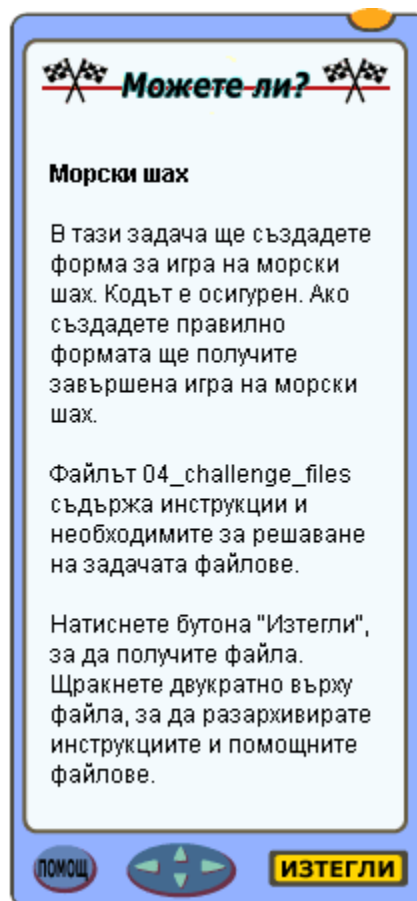 Можете ли?
Морски шах
В тази задача ще създадете
форма за игра на морски
шах. Кодът е осигурен. Ако
създадете правилно
формата ще получите
завършена игра на морски
шах.
Файлът 04_challenge_files
съдържа инструкции и
необходимите за решаване
на задачата файлове.
Натиснете бутона "Изтегли",
за да получите файла.
Щракнете двукратно върху
файла, за да разархивирате
инструкциите и помощните
файлове.
ПОМОЩ ИЗТЕГЛИ